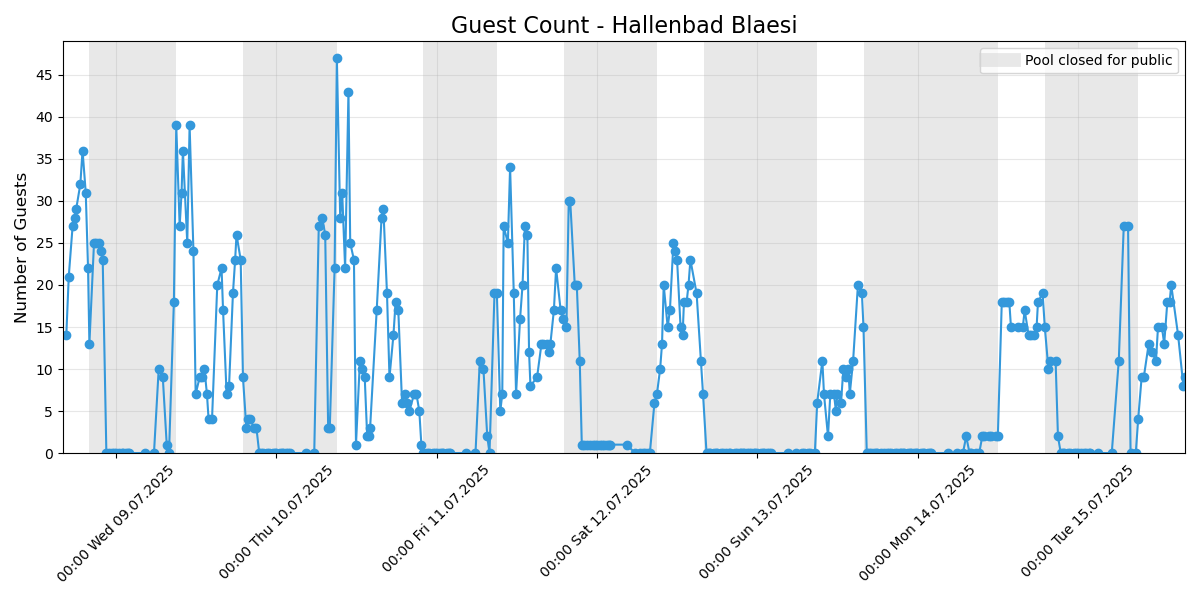 Guest Count - Hallenbad Blaesi
Pool closed for public
Number of Guests
45
40
35
30
25
20
15
10
5
0
00:00 Wed 09.07.2025
00:00 Thu 10.07.2025
00:00 Fri 11.07.2025
00:00 Sat 12.07.2025
00:00 Sun 13.07.2025
00:00 Mon 14.07.2025
00:00 Tue 15.07.2025